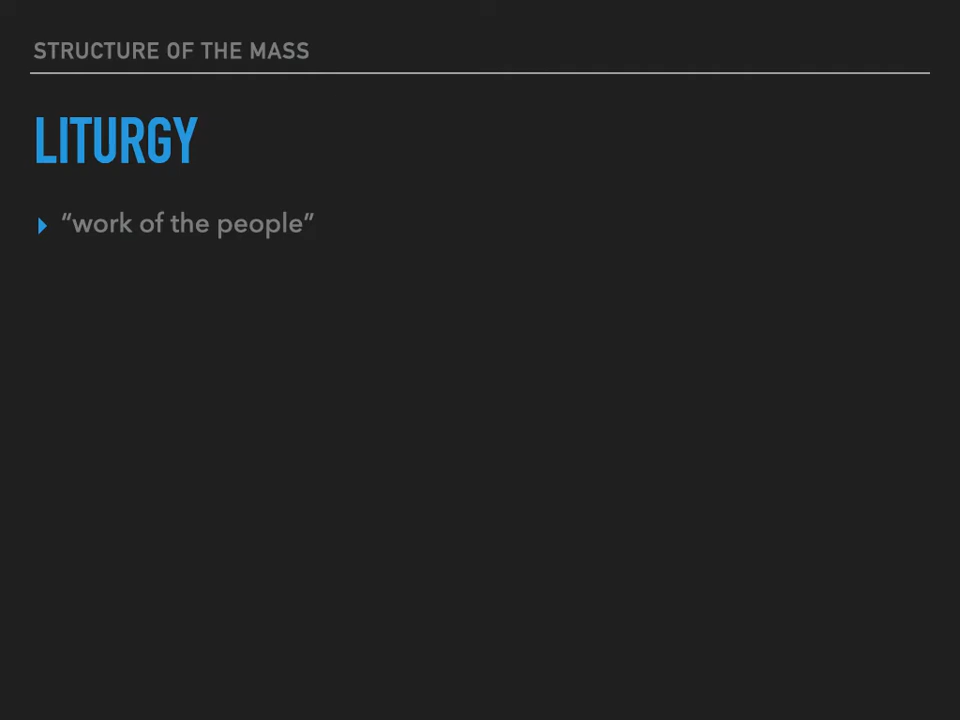 STRUCTURE OF THE MASS
LITURGY
“work of the people”